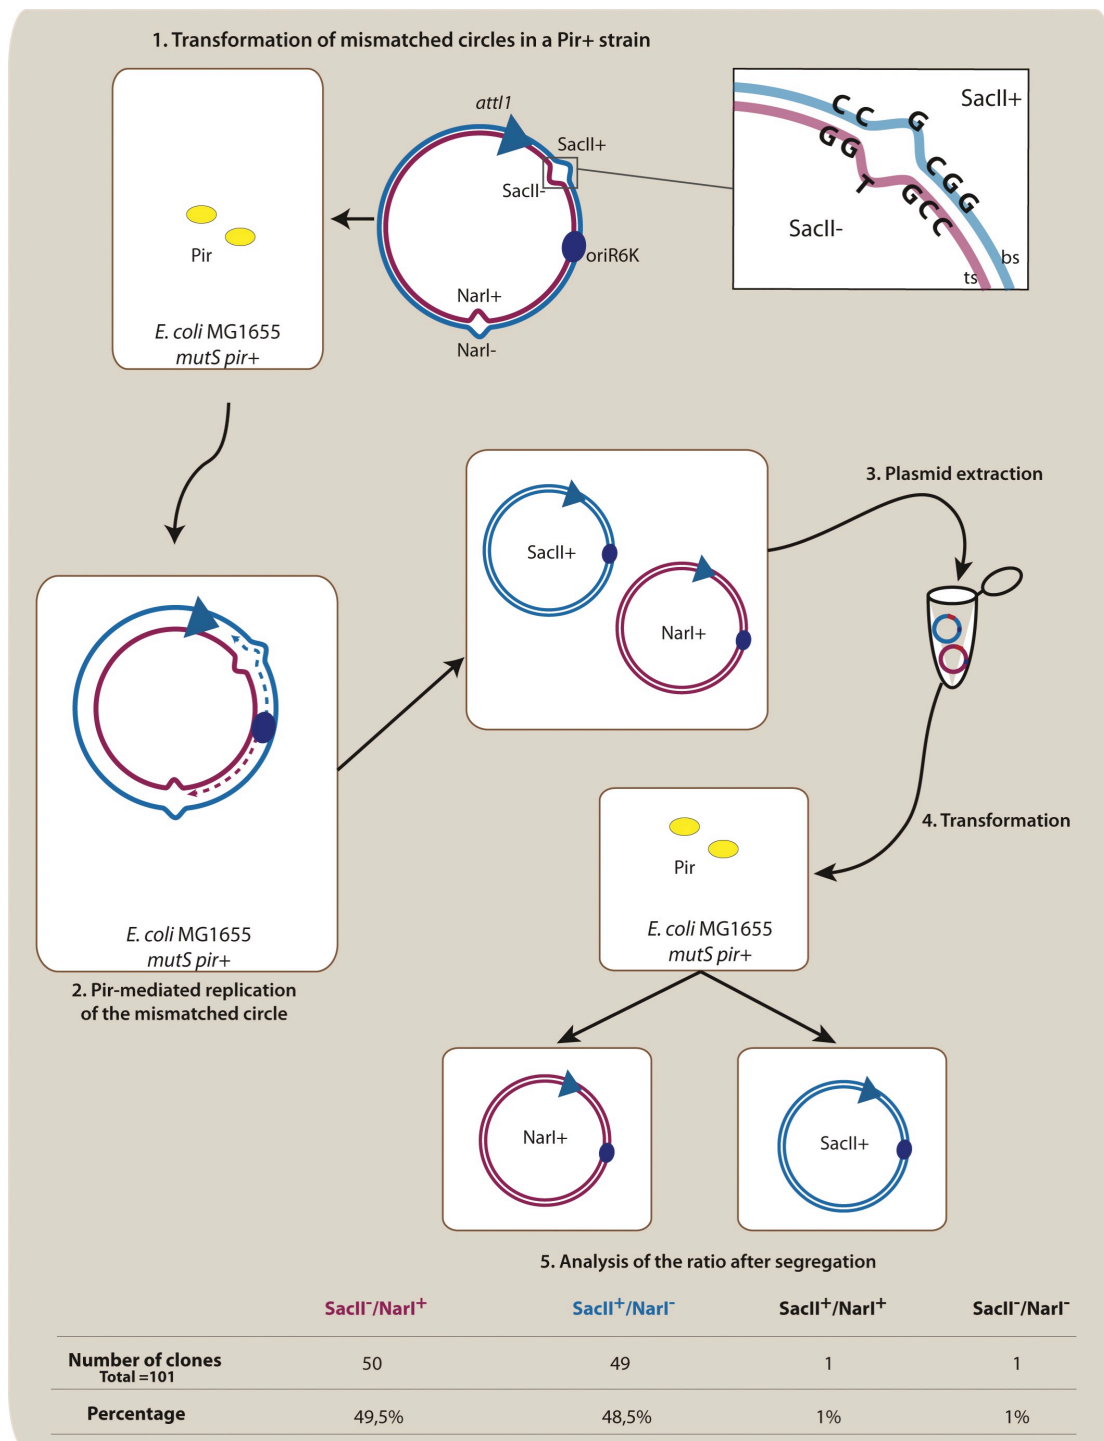 1. Transformation of mismatched circles in a Pir+ strain
attI1
SacII+
SacII-
oriR6K
NarI+
NarI-
Pir
E. coli MG1655
mutS pir+
SacII+
C C G C G G
G G T G C C
SacII-
bs
ts
E. coli MG1655
mutS pir+
2. Pir-mediated replication
of the mismatched circle
SacII+
NarI+
3. Plasmid extraction
4. Transformation
Pir
E. coli MG1655
mutS pir+
NarI+
SacII+
5. Analysis of the ratio after segregation
SacII-/NarI+ SacII+/NarI- SacII+/NarI+ SacII-/NarI-
Number of clones 50 49 1 1
Total =101
Percentage 49,5% 48,5% 1% 1%